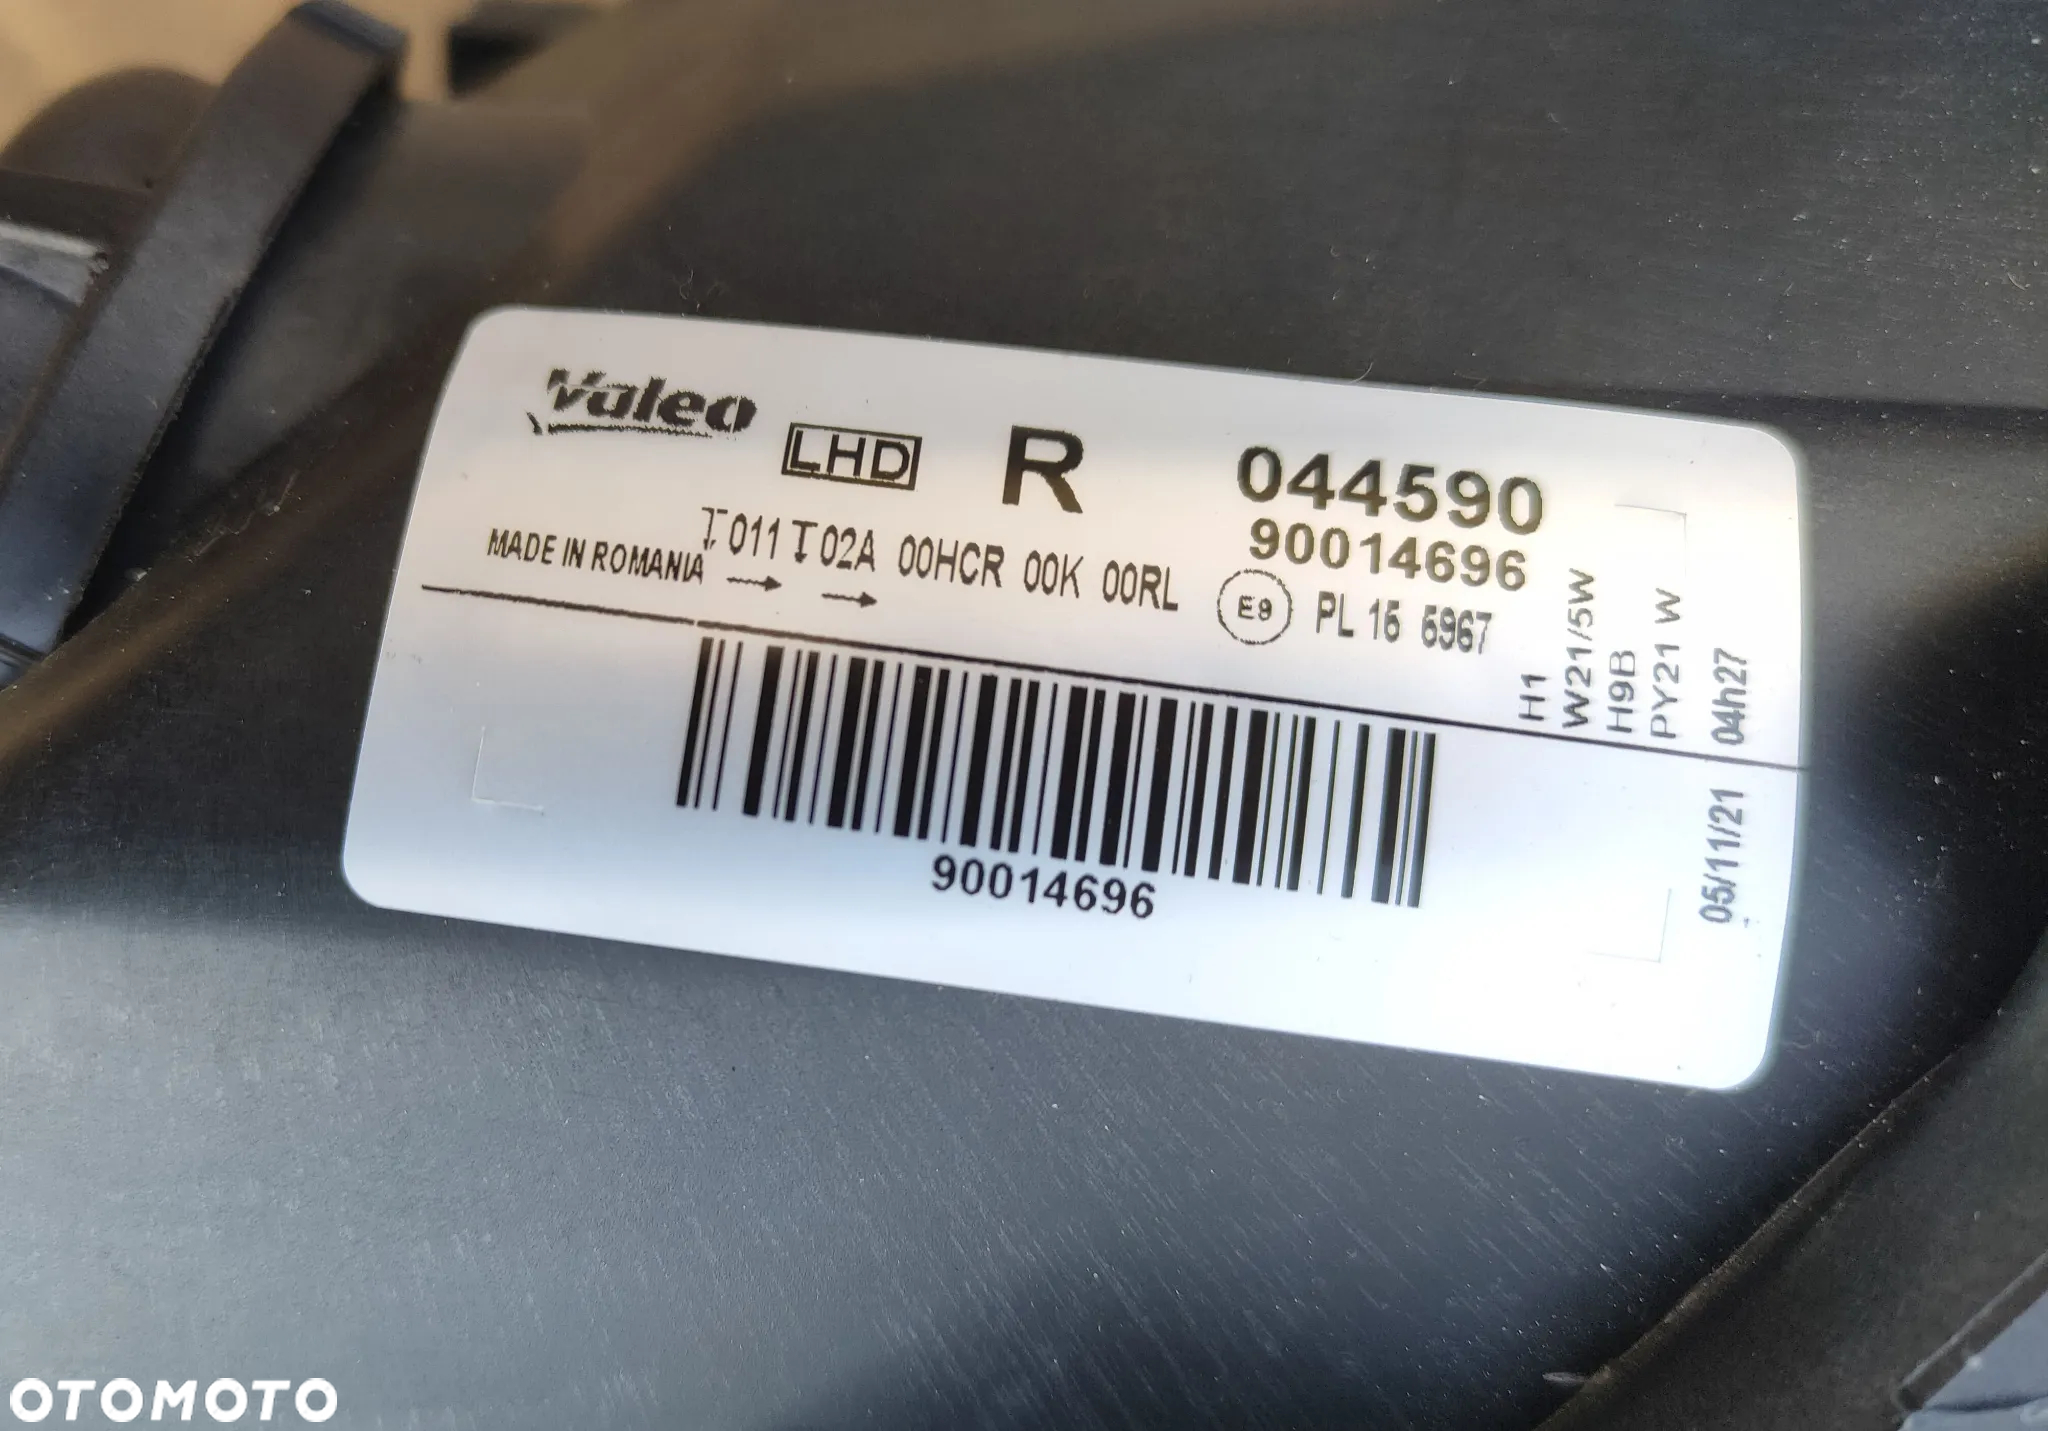 Valeo LHD R 044590
90014696
MADE IN ROMANIA T 011 T 02A 00HCR 00K 00RL E9 PL 16 5967
H1
W21/5W
H9B
PY21 W
05/11/21 04h27
90014696
OTOMOTO